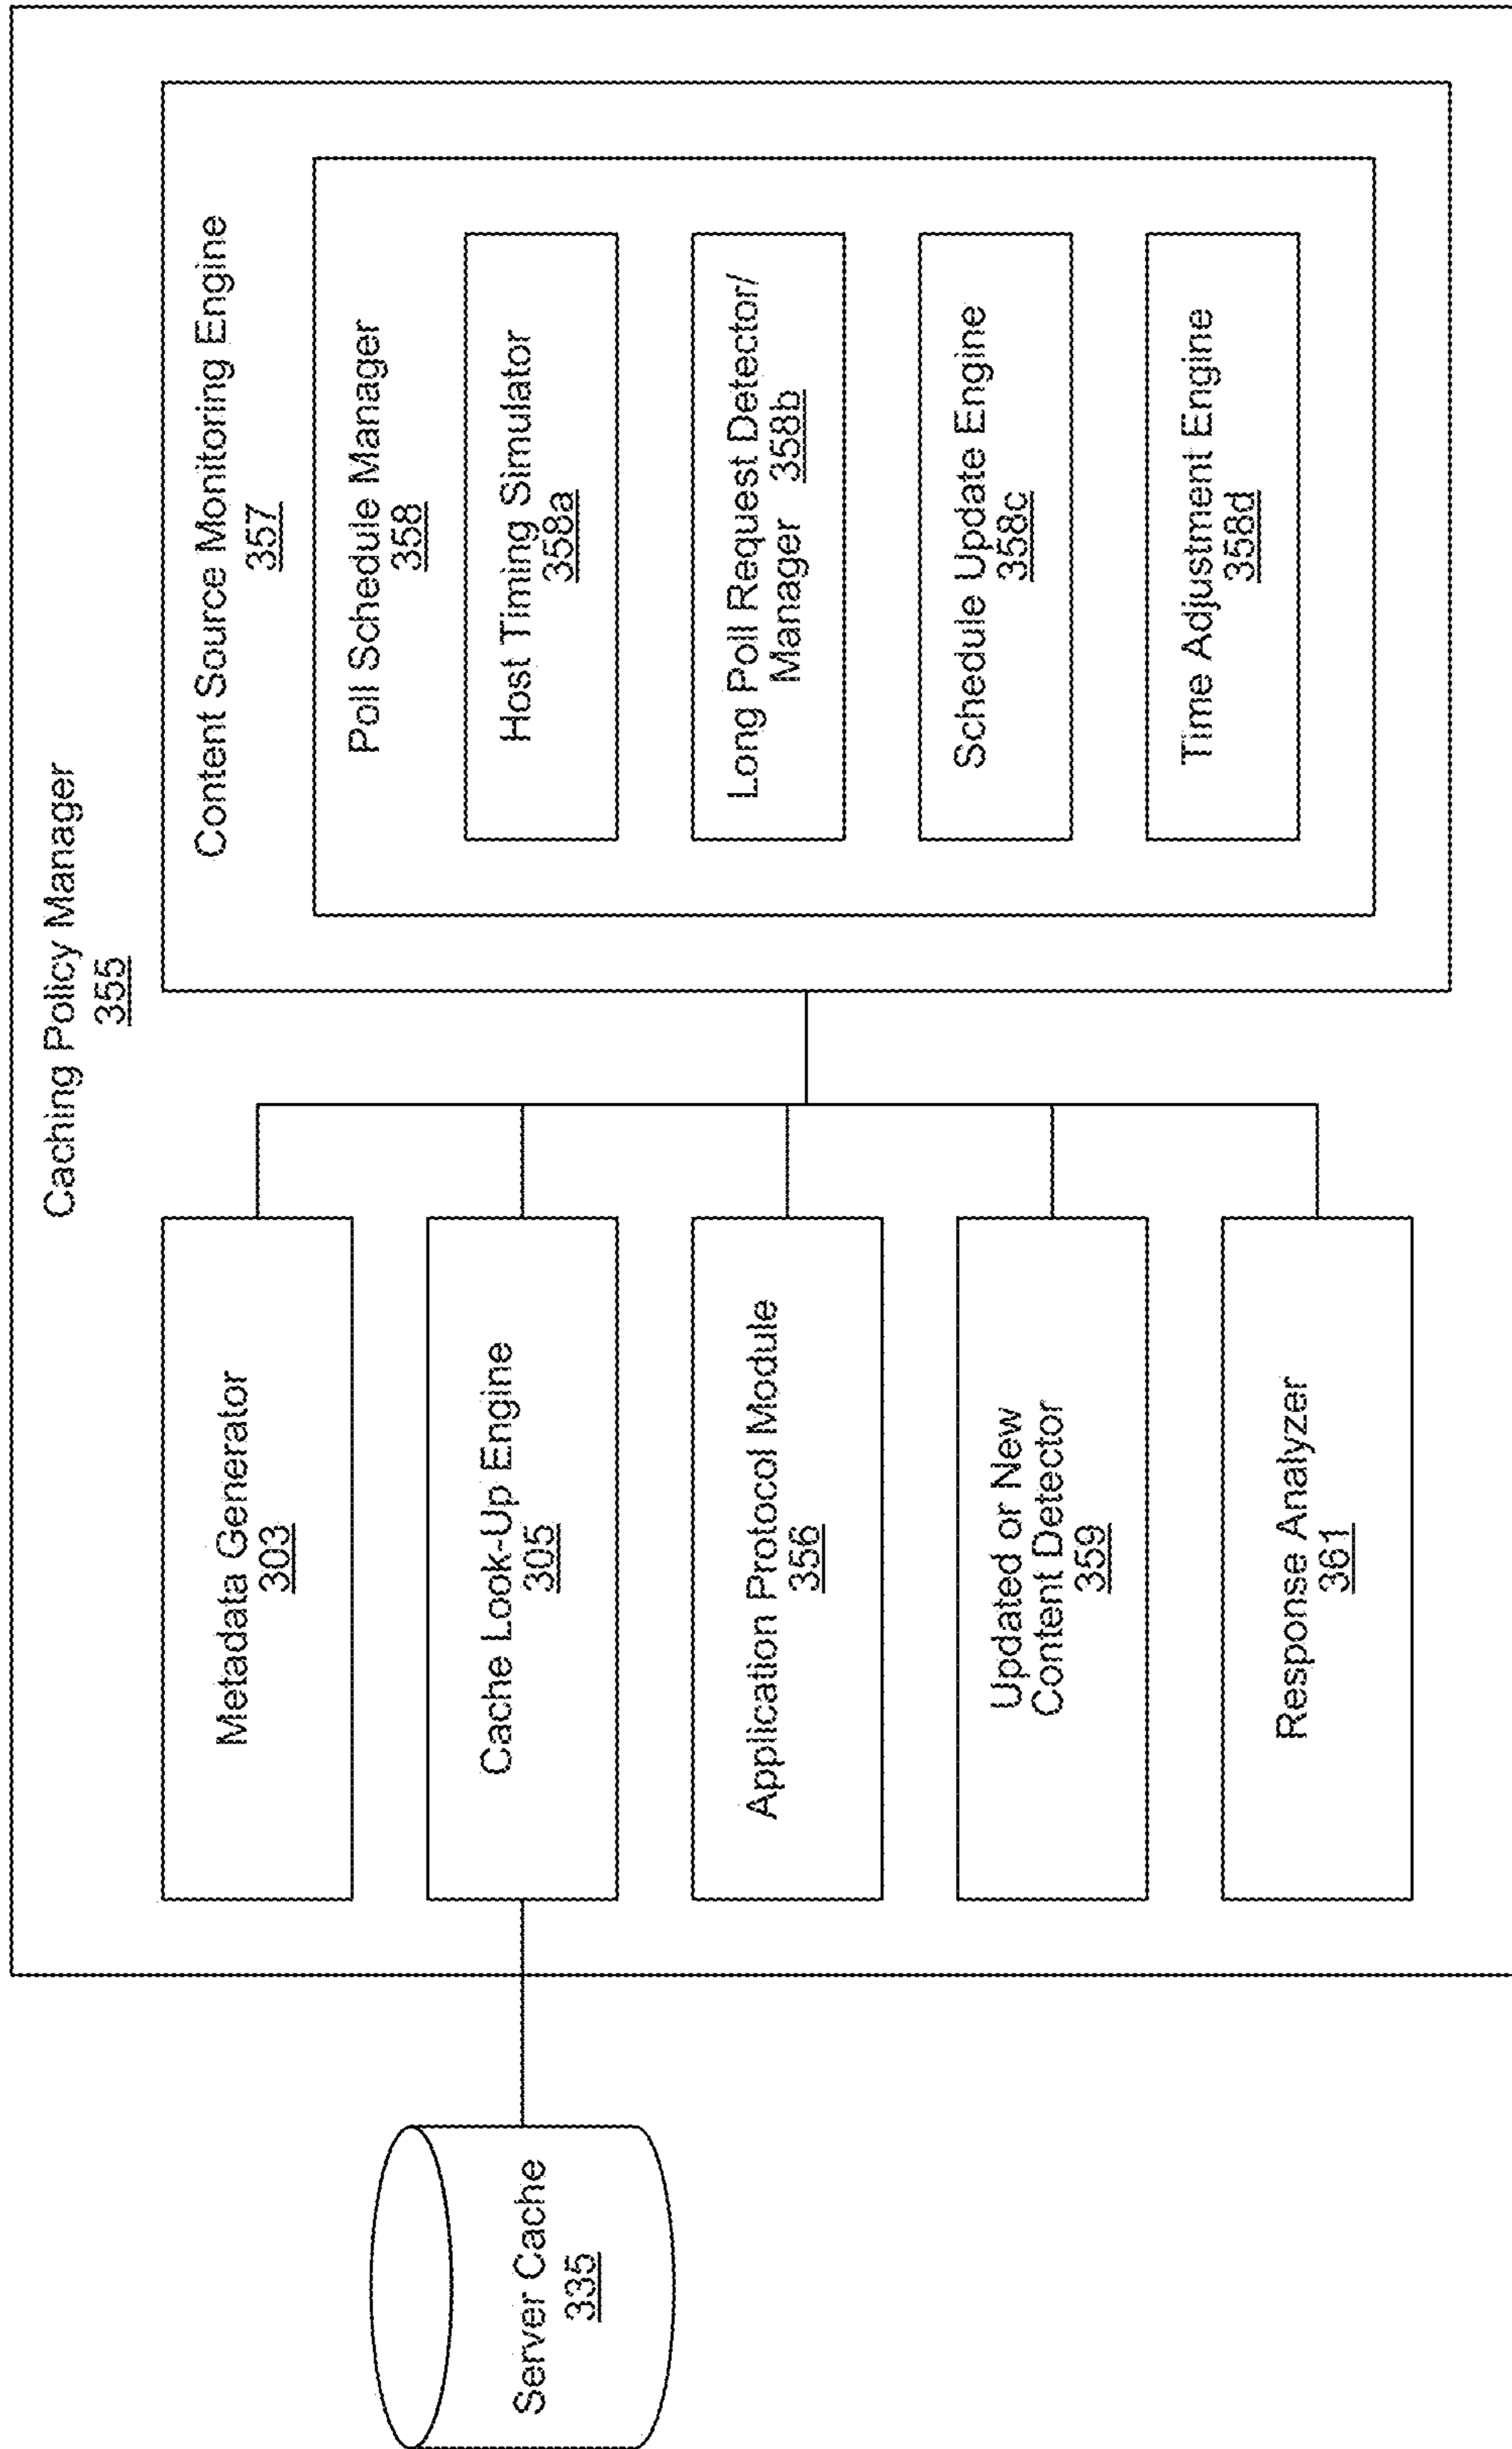 Caching Policy Manager
355
Server Cache
335
Metadata Generator
303
Cache Look-Up Engine
305
Application Protocol Module
356
Updated or New
Content Detector
359
Response Analyzer
361
Content Source Monitoring Engine
357
Poll Schedule Manager
358
Host Timing Simulator
358a
Long Poll Request Detector/
Manager 358b
Schedule Update Engine
358c
Time Adjustment Engine
358d